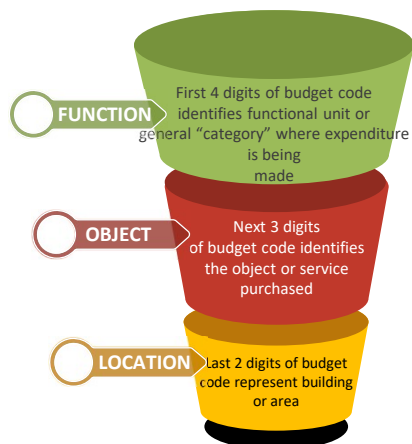 First 4 digits of budget code
identifies functional unit or
general “category” where expenditure
is being
made
FUNCTION
Next 3 digits
of budget code identifies
the object or service
purchased
OBJECT
Last 2 digits of budget
code represent building
or area
LOCATION